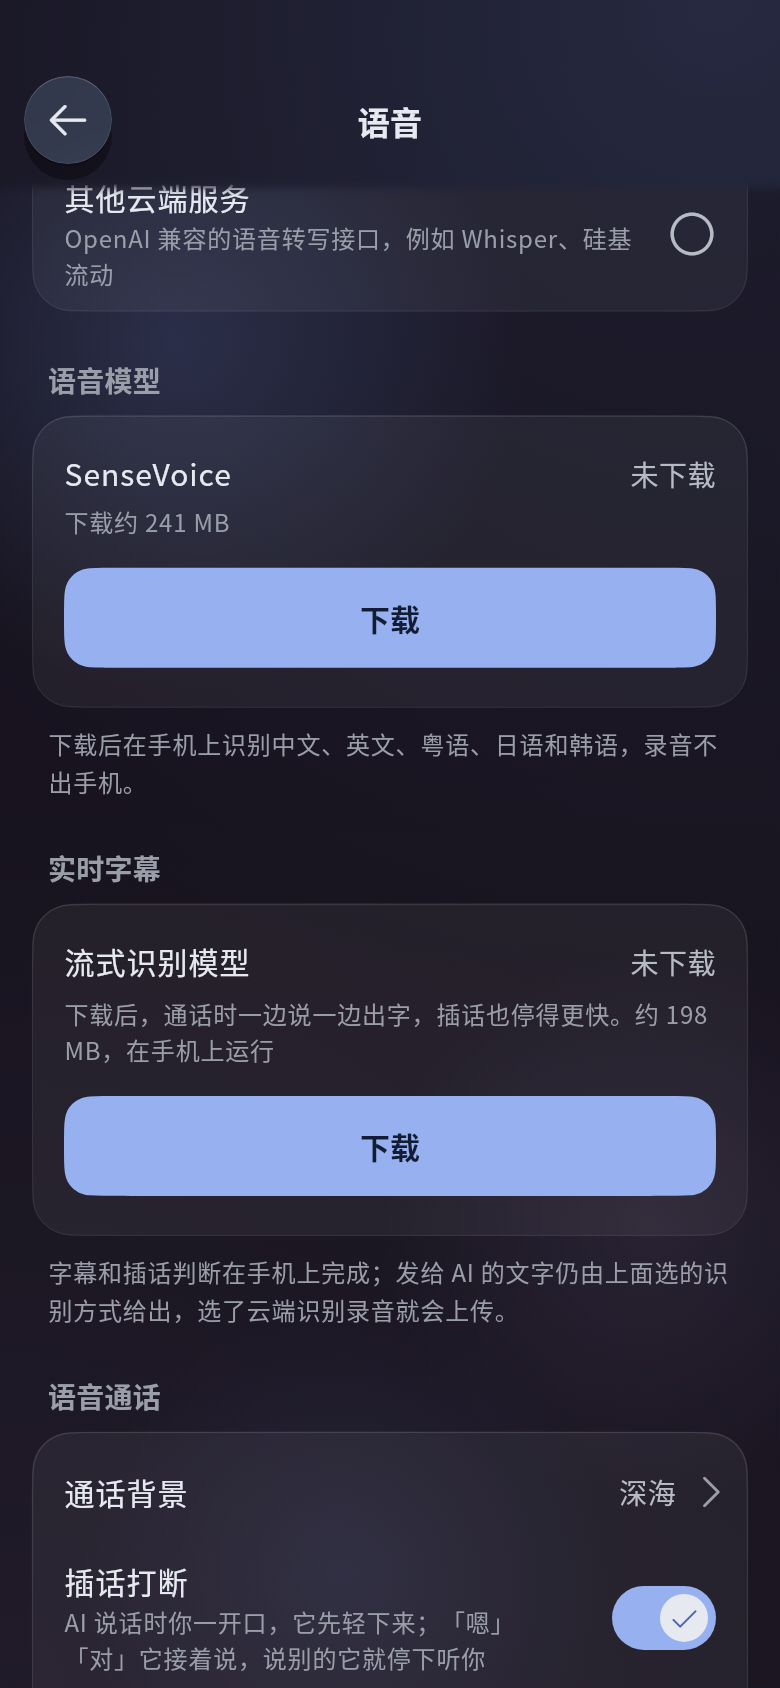 语音
其他云端服务
OpenAI 兼容的语音转写接口，例如 Whisper、硅基
流动
语音模型
SenseVoice
未下载
下载约 241 MB
下载
下载后在手机上识别中文、英文、粤语、日语和韩语，录音不
出手机。
实时字幕
流式识别模型
未下载
下载后，通话时一边说一边出字，插话也停得更快。约 198
MB，在手机上运行
下载
字幕和插话判断在手机上完成；发给 AI 的文字仍由上面选的识
别方式给出，选了云端识别录音就会上传。
语音通话
通话背景
深海
插话打断
AI 说话时你一开口，它先轻下来；「嗯」
「对」它接着说，说别的它就停下听你